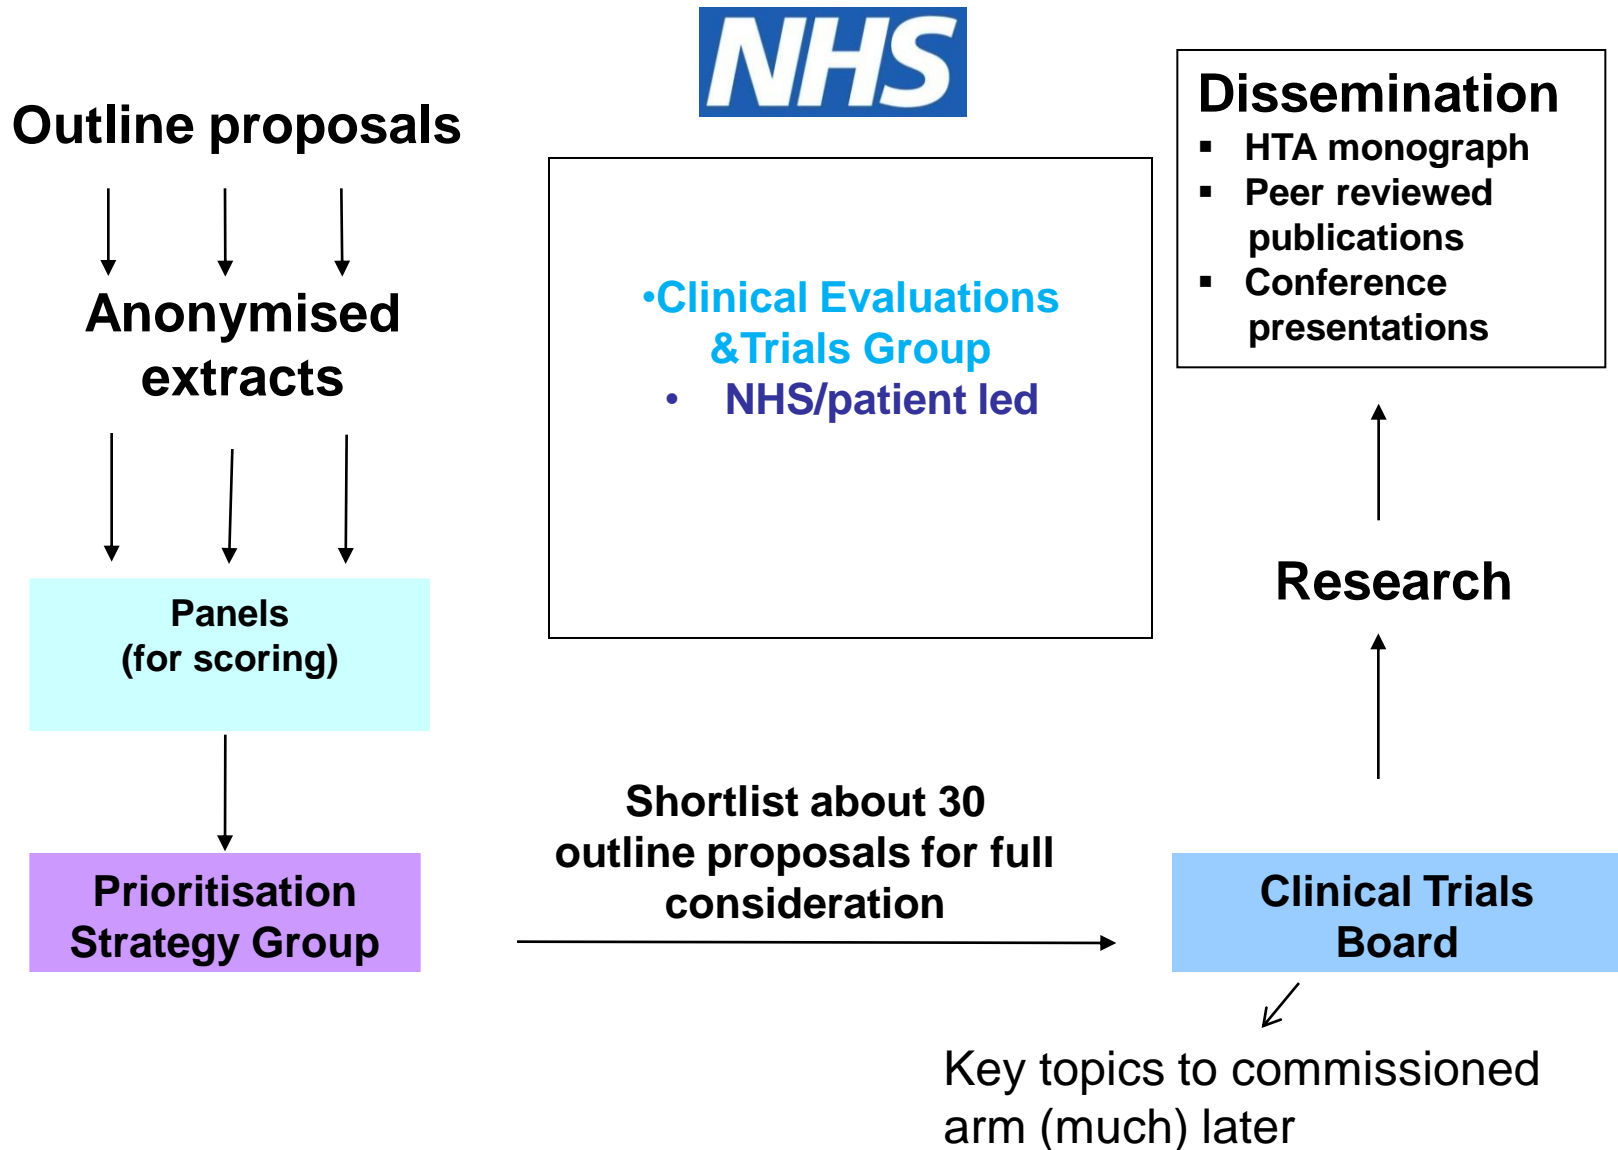 NHS
Outline proposals
Anonymised
extracts
Panels
(for scoring)
Prioritisation
Strategy Group
•Clinical Evaluations
&Trials Group
• NHS/patient led
Shortlist about 30
outline proposals for full
consideration
Dissemination
▪ HTA monograph
▪ Peer reviewed
publications
▪ Conference
presentations
Research
Clinical Trials
Board
Key topics to commissioned
arm (much) later